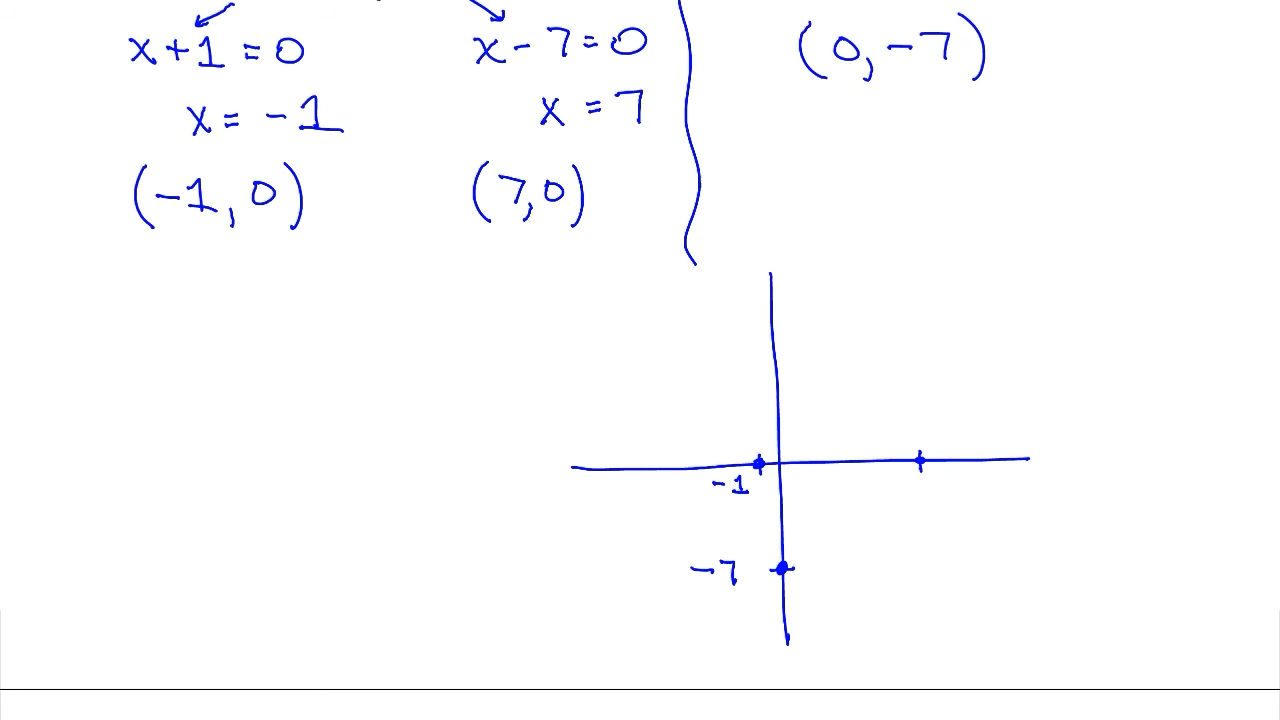 x+1=0
x=-1
(-1,0)
x-7=0
x=7
(7,0)
(0,-7)
-1
-7